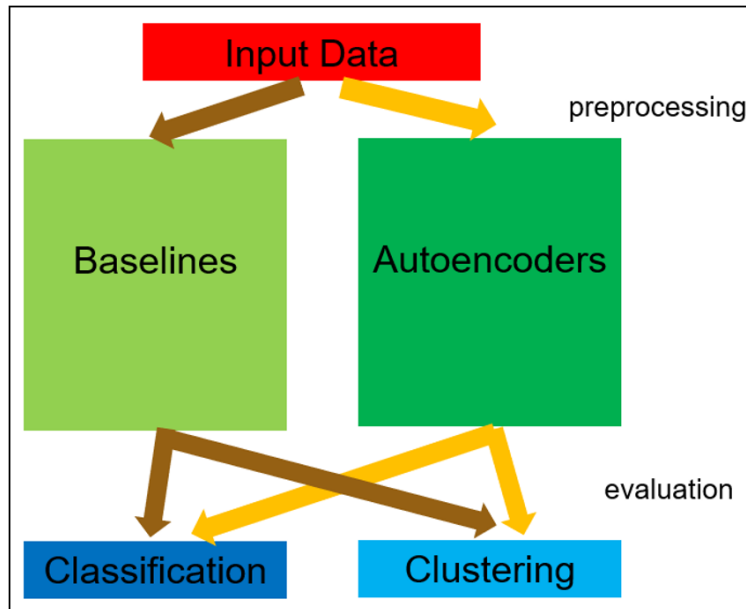 Input Data
preprocessing
Baselines
Autoencoders
evaluation
Classification
Clustering